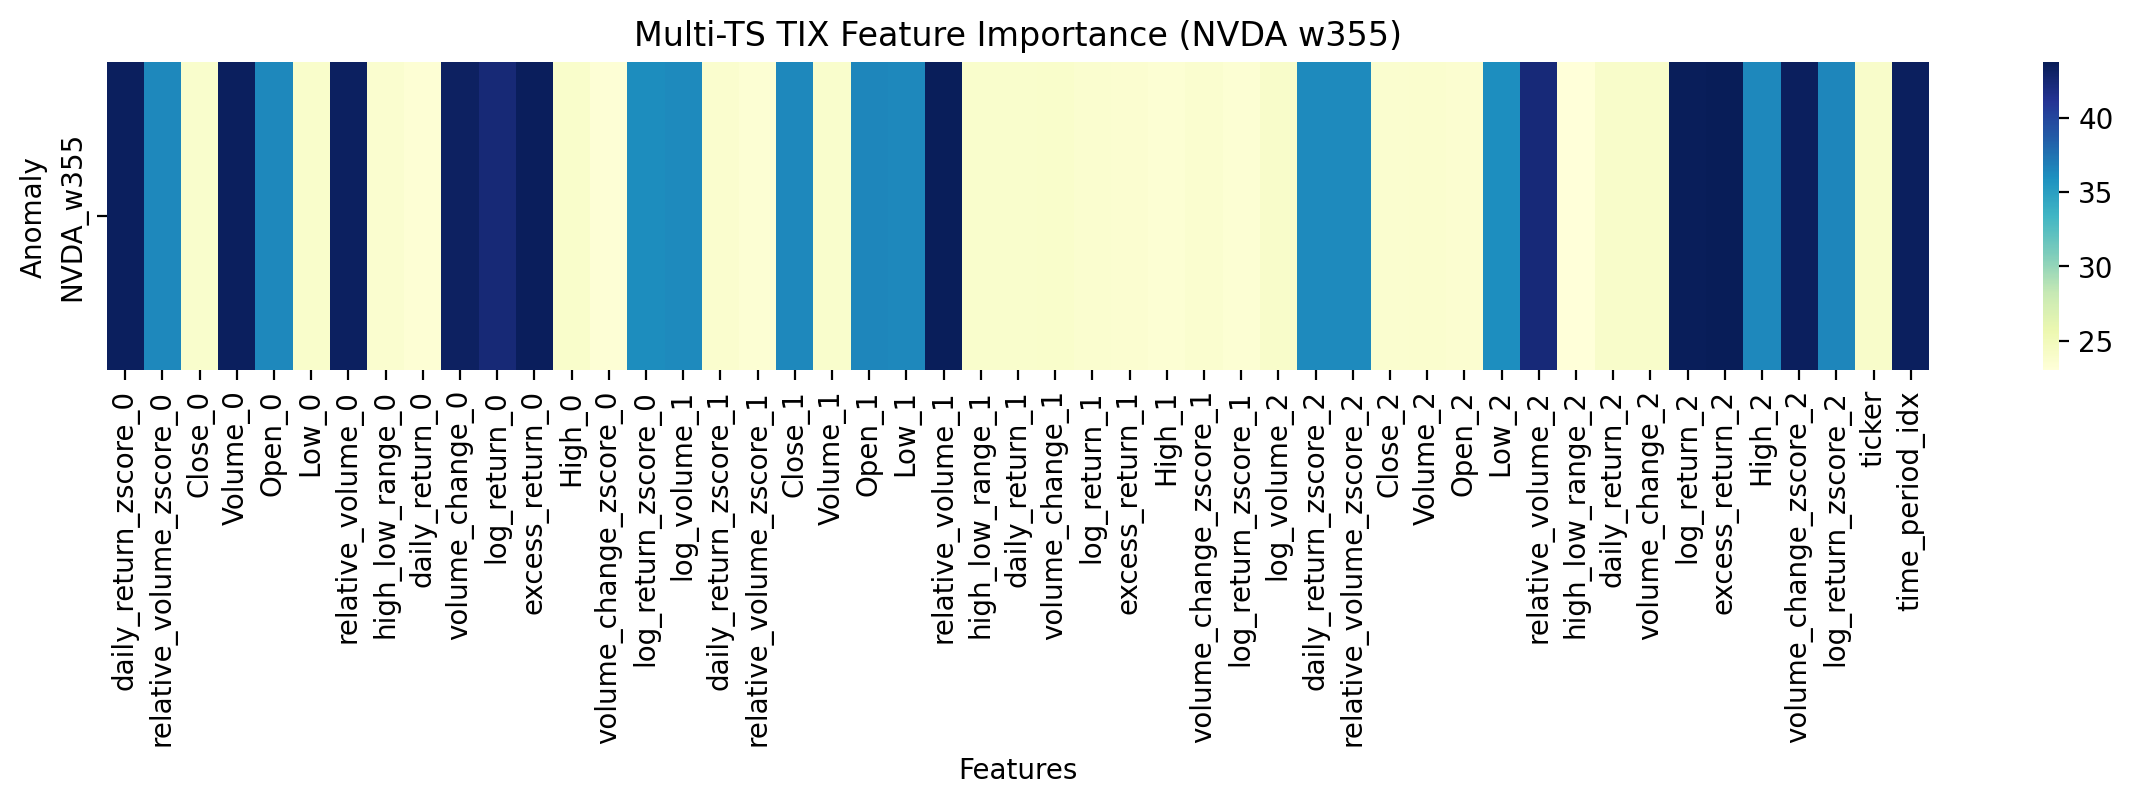 Multi-TS TIX Feature Importance (NVDA w355)
Anomaly
NVDA_w355
40
35
30
25
daily_return_zscore_0
relative_volume_zscore_0
Close_0
Volume_0
Open_0
Low_0
relative_volume_0
high_low_range_0
daily_return_0
volume_change_0
log_return_0
excess_return_0
High_0
volume_change_zscore_0
log_return_zscore_0
log_volume_1
daily_return_zscore_1
relative_volume_zscore_1
Close_1
Volume_1
Open_1
Low_1
relative_volume_1
high_low_range_1
daily_return_1
volume_change_1
log_return_1
excess_return_1
High_1
volume_change_zscore_1
log_return_zscore_1
log_volume_2
daily_return_zscore_2
relative_volume_zscore_2
Close_2
Volume_2
Open_2
Low_2
relative_volume_2
high_low_range_2
daily_return_2
volume_change_2
log_return_2
excess_return_2
High_2
volume_change_zscore_2
log_return_zscore_2
ticker
time_period_idx
Features